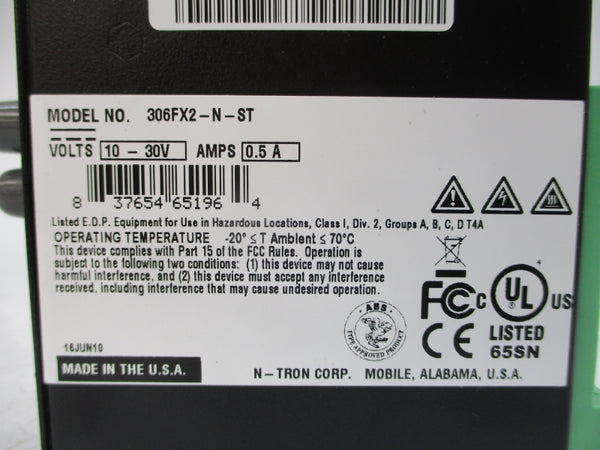 MODEL NO. 306FX2-N-ST
VOLTS 10 - 30V AMPS 0.5 A
8 37654 65196 4
Listed E.D.P. Equipment for Use in Hazardous Locations, Class I, Div. 2, Groups A, B, C, D T4A
OPERATING TEMPERATURE -20° ≤ T Ambient ≤ 70°C
This device complies with Part 15 of the FCC Rules. Operation is
subject to the following two conditions: (1) this device may not cause
harmful interference, and (2) this device must accept any interference
received, including interference that may cause undesired operation.
ABS
TYPE APPROVED PRODUCT
FCC C UL US
CE LISTED
65SN
16JUN10
MADE IN THE U.S.A. N-TRON CORP. MOBILE, ALABAMA, U.S.A.